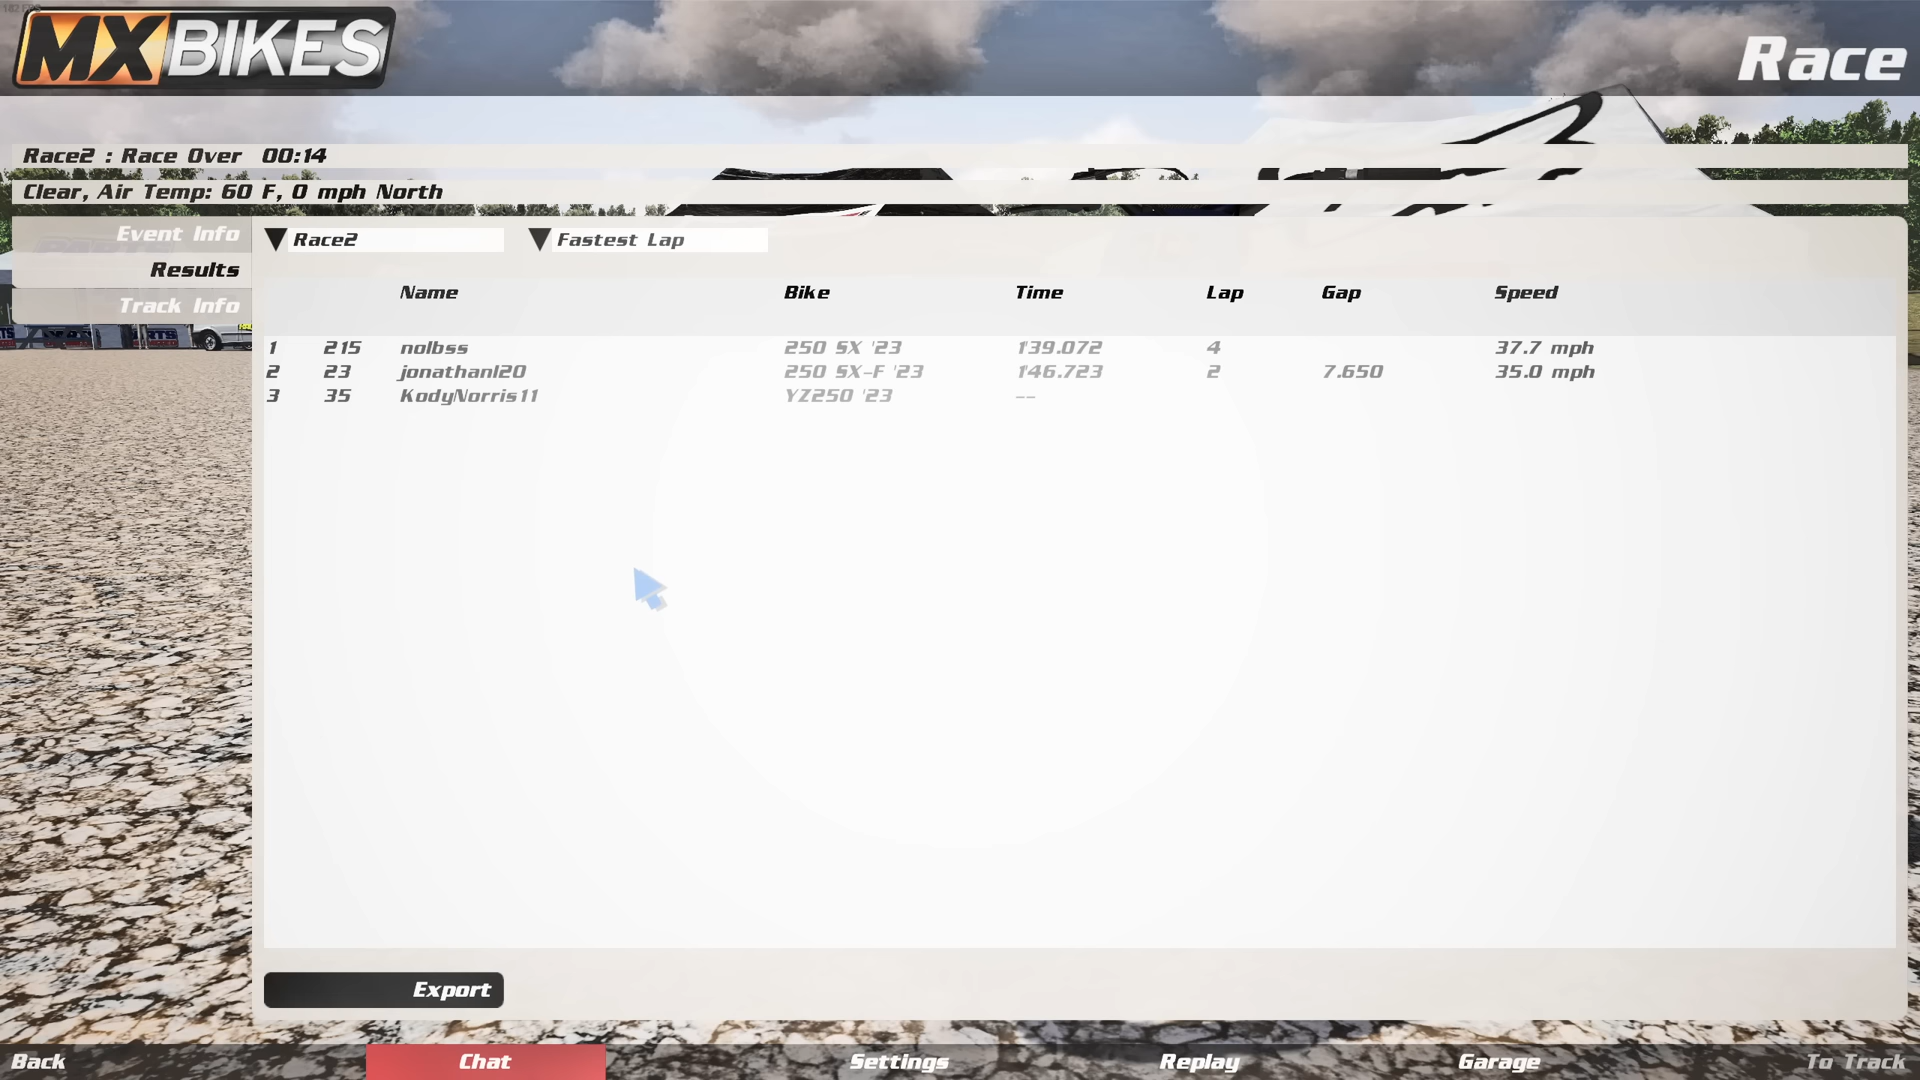 MXBIKES
Race
Race2 : Race Over 00:14
Clear, Air Temp: 60 F, 0 mph North
Event Info
Results
Track Info
Race2
Fastest Lap
Name Bike Time Lap Gap Speed
1 215 nolbss 250 SX '23 1'39.072 4 37.7 mph
2 23 jonathanl20 250 SX-F '23 1'46.723 2 7.650 35.0 mph
3 35 KodyNorris11 YZ250 '23 --
Export
Back Chat Settings Replay Garage To Track